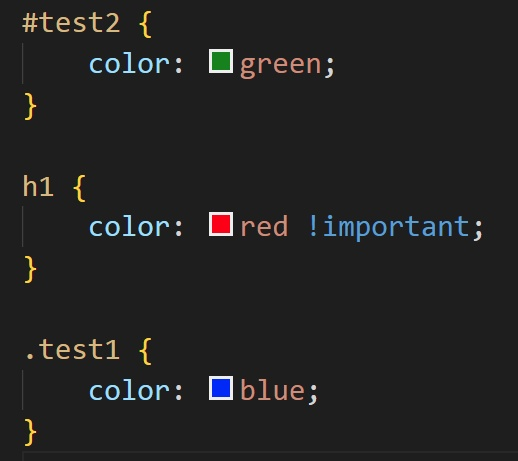 #test2 {
    color: green;
}
h1 {
    color: red !important;
}
.test1 {
    color: blue;
}